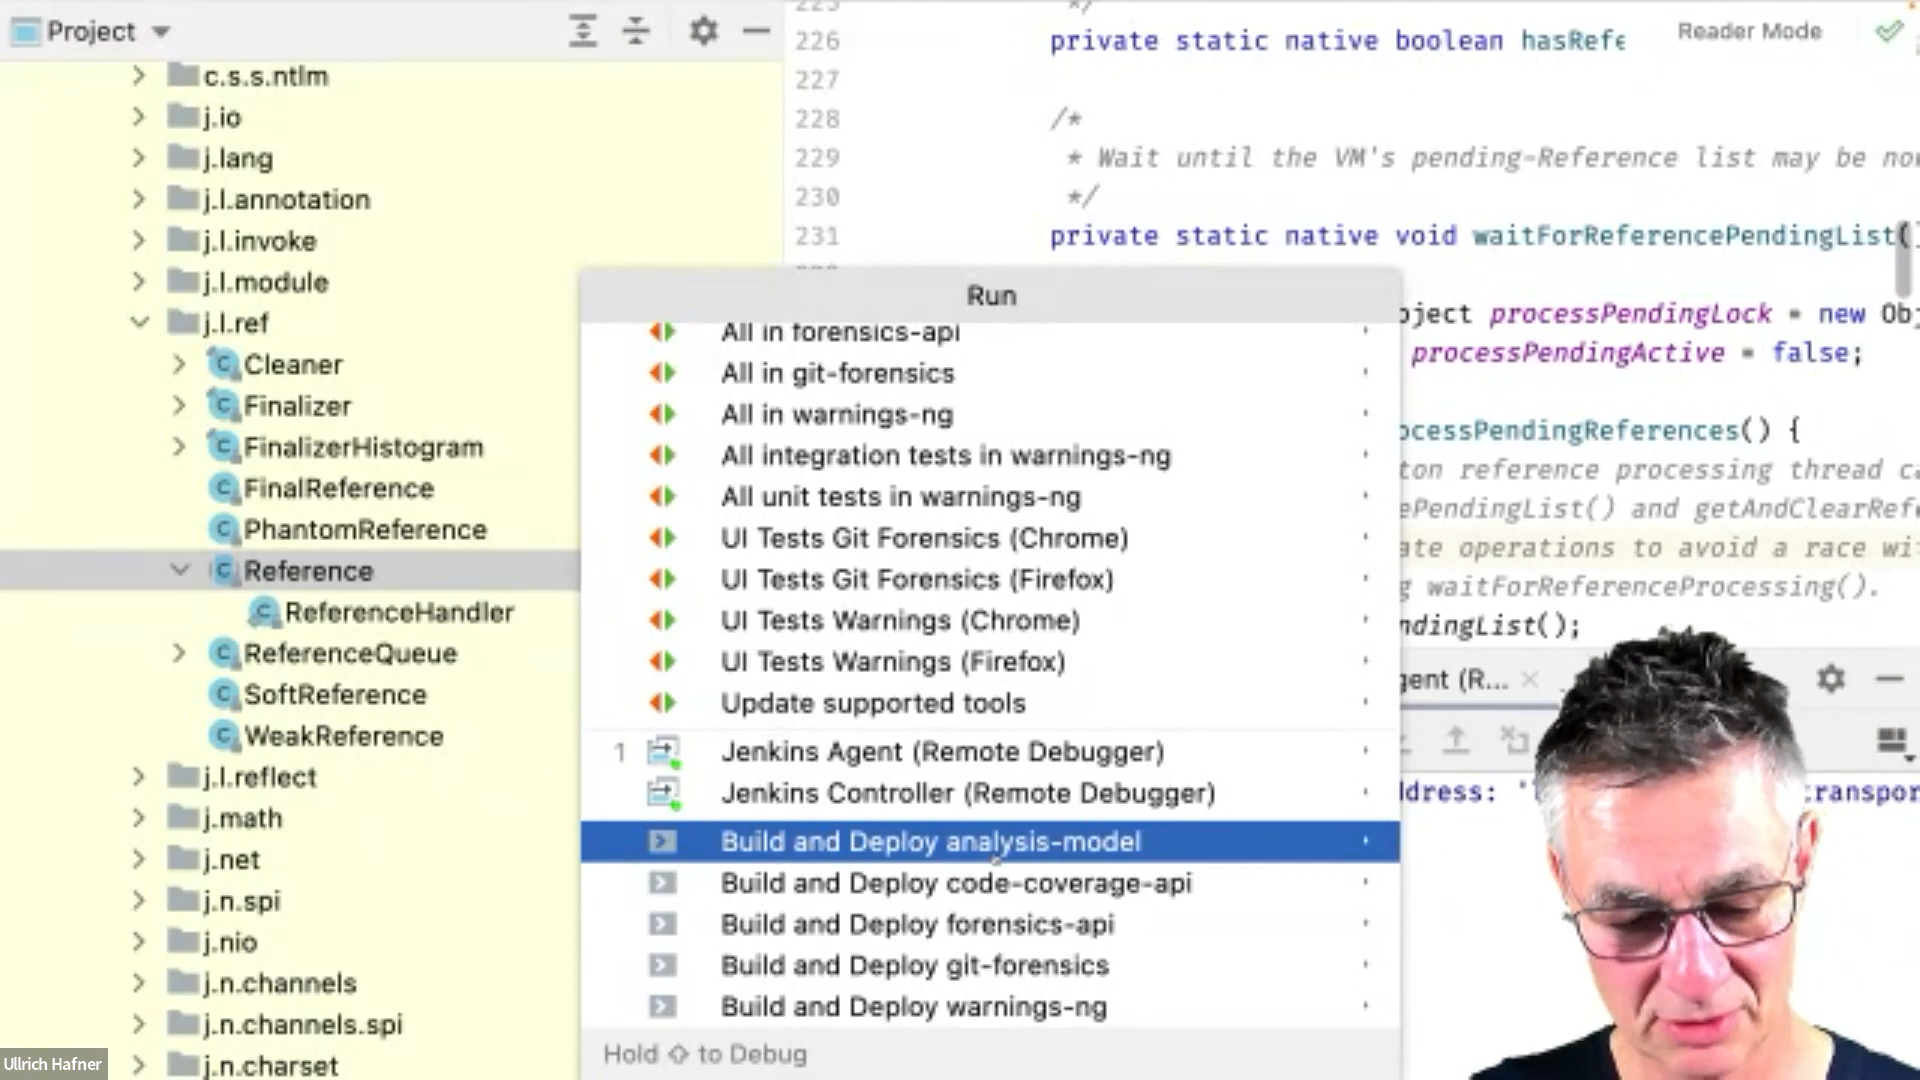 Project
c.s.s.ntlm
j.io
j.lang
j.l.annotation
j.l.invoke
j.l.module
j.l.ref
Cleaner
Finalizer
FinalizerHistogram
FinalReference
PhantomReference
Reference
ReferenceHandler
ReferenceQueue
SoftReference
WeakReference
j.l.reflect
j.math
j.net
j.n.spi
j.nio
j.n.channels
j.n.channels.spi
j.n.charset
Ullrich Hafner
Reader Mode
225 */
226 private static native boolean hasRefe
227
228 /*
229 * Wait until the VM's pending-Reference list may be now
230 */
231 private static native void waitForReferencePendingList(
bject processPendingLock = new Obj
processPendingActive = false;
ocessPendingReferences() {
ton reference processing thread ca
ePendingList() and getAndClearRefe
ate operations to avoid a race wi
g waitForReferenceProcessing().
ndingList();
Run
All in forensics-api
All in git-forensics
All in warnings-ng
All integration tests in warnings-ng
All unit tests in warnings-ng
UI Tests Git Forensics (Chrome)
UI Tests Git Forensics (Firefox)
UI Tests Warnings (Chrome)
UI Tests Warnings (Firefox)
Update supported tools
1 Jenkins Agent (Remote Debugger)
Jenkins Controller (Remote Debugger)
Build and Deploy analysis-model
Build and Deploy code-coverage-api
Build and Deploy forensics-api
Build and Deploy git-forensics
Build and Deploy warnings-ng
Hold ⇧ to Debug
gent (R...
ddress: '
transpor